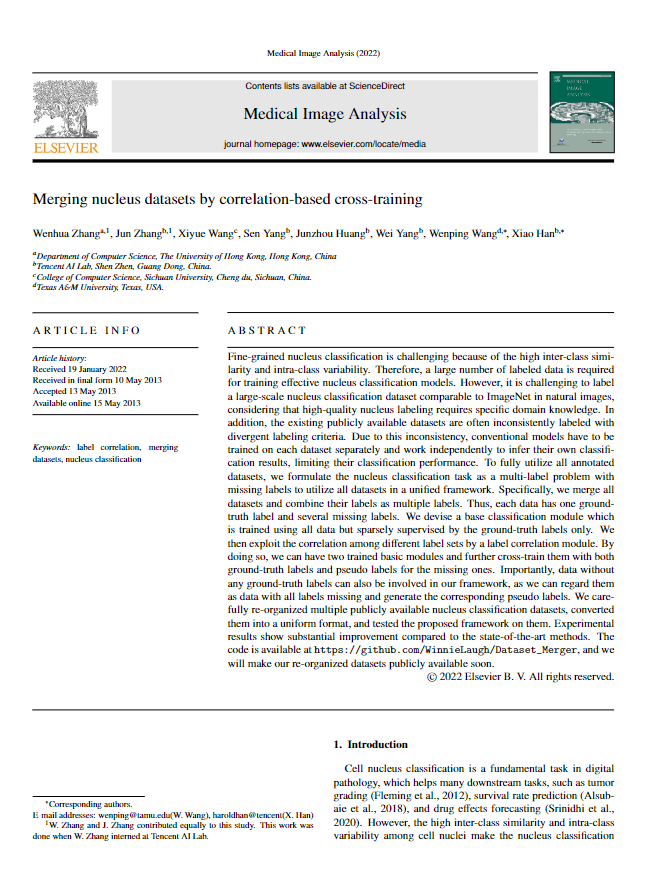 Medical Image Analysis (2022)
Contents lists available at ScienceDirect
Medical Image Analysis
journal homepage: www.elsevier.com/locate/media
ELSEVIER
MEDICAL
IMAGE
ANALYSIS
Merging nucleus datasets by correlation-based cross-training
Wenhua Zhang^a,1, Jun Zhang^b,1, Xiyue Wang^c, Sen Yang^b, Junzhou Huang^b, Wei Yang^b, Wenping Wang^d,*, Xiao Han^b,*
^aDepartment of Computer Science, The University of Hong Kong, Hong Kong, China
^bTencent AI Lab, Shen Zhen, Guang Dong, China.
^cCollege of Computer Science, Sichuan University, Cheng du, Sichuan, China.
^dTexas A&M University, Texas, USA.
ARTICLE INFO
Article history:
Received 19 January 2022
Received in final form 10 May 2013
Accepted 13 May 2013
Available online 15 May 2013
Keywords: label correlation, merging
datasets, nucleus classification
ABSTRACT
Fine-grained nucleus classification is challenging because of the high inter-class simi-
larity and intra-class variability. Therefore, a large number of labeled data is required
for training effective nucleus classification models. However, it is challenging to label
a large-scale nucleus classification dataset comparable to ImageNet in natural images,
considering that high-quality nucleus labeling requires specific domain knowledge. In
addition, the existing publicly available datasets are often inconsistently labeled with
divergent labeling criteria. Due to this inconsistency, conventional models have to be
trained on each dataset separately and work independently to infer their own classifi-
cation results, limiting their classification performance. To fully utilize all annotated
datasets, we formulate the nucleus classification task as a multi-label problem with
missing labels to utilize all datasets in a unified framework. Specifically, we merge all
datasets and combine their labels as multiple labels. Thus, each data has one ground-
truth label and several missing labels. We devise a base classification module which
is trained using all data but sparsely supervised by the ground-truth labels only. We
then exploit the correlation among different label sets by a label correlation module. By
doing so, we can have two trained basic modules and further cross-train them with both
ground-truth labels and pseudo labels for the missing ones. Importantly, data without
any ground-truth labels can also be involved in our framework, as we can regard them
as data with all labels missing and generate the corresponding pseudo labels. We care-
fully re-organized multiple publicly available nucleus classification datasets, converted
them into a uniform format, and tested the proposed framework on them. Experimental
results show substantial improvement compared to the state-of-the-art methods. The
code is available at https://github.com/WinnieLaugh/Dataset_Merger, and we
will make our re-organized datasets publicly available soon.
© 2022 Elsevier B. V. All rights reserved.
*Corresponding authors.
E mail addresses: wenping@tamu.edu(W. Wang), haroldhan@tencent(X. Han)
^1W. Zhang and J. Zhang contributed equally to this study. This work was
done when W. Zhang interned at Tencent AI Lab.
1. Introduction
Cell nucleus classification is a fundamental task in digital
pathology, which helps many downstream tasks, such as tumor
grading (Fleming et al., 2012), survival rate prediction (Alsub-
aie et al., 2018), and drug effects forecasting (Srinidhi et al.,
2020). However, the high inter-class similarity and intra-class
variability among cell nuclei make the nucleus classification